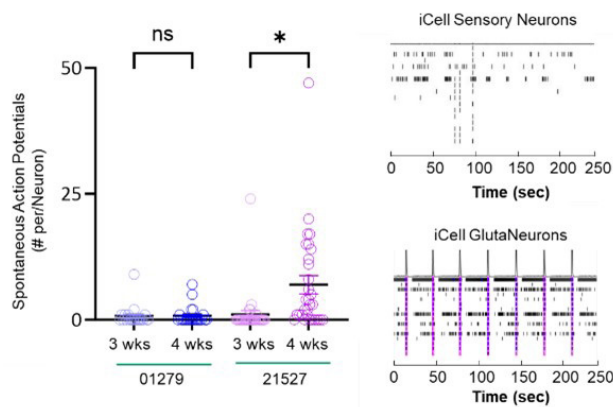 ns
*
50
25
0
Spontaneous Action Potentials
(# per/Neuron)
3 wks 4 wks 3 wks 4 wks
01279 21527
iCell Sensory Neurons
0 50 100 150 200 250
Time (sec)
iCell GlutaNeurons
0 50 100 150 200 250
Time (sec)